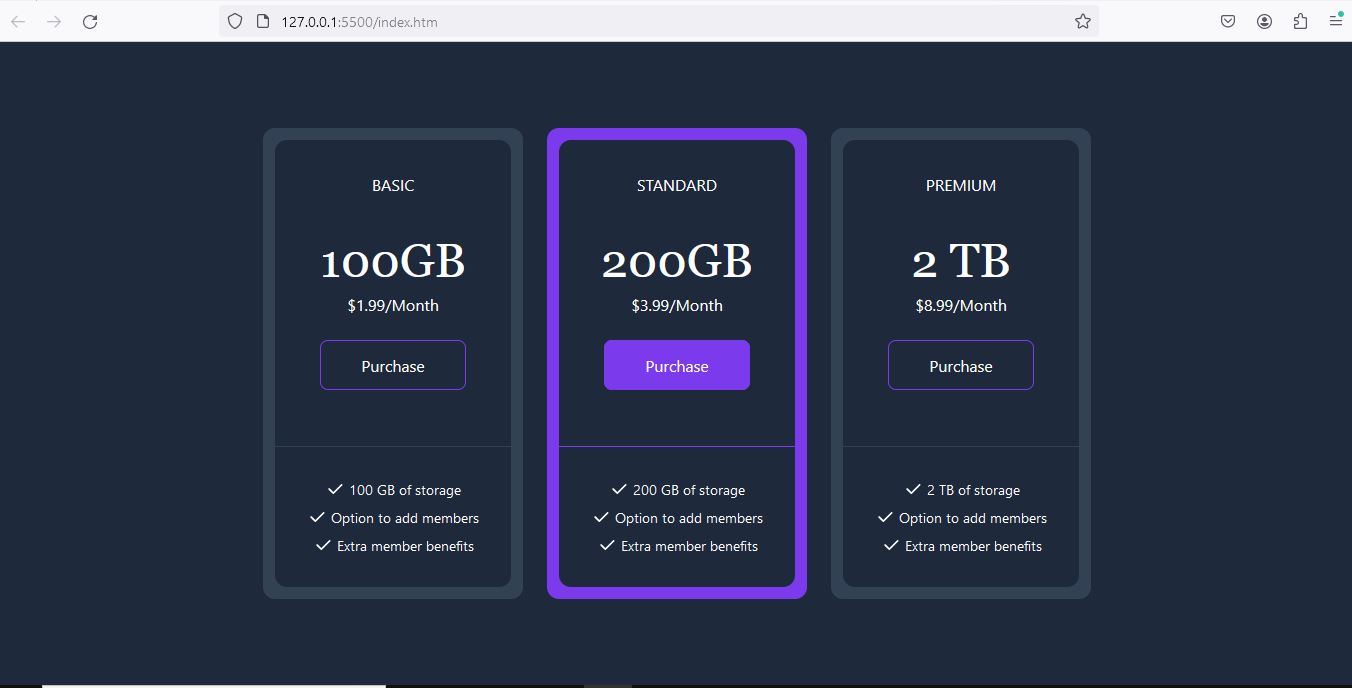 127.0.0.1:5500/index.htm
BASIC
100GB
$1.99/Month
Purchase
100 GB of storage
Option to add members
Extra member benefits
STANDARD
200GB
$3.99/Month
Purchase
200 GB of storage
Option to add members
Extra member benefits
PREMIUM
2 TB
$8.99/Month
Purchase
2 TB of storage
Option to add members
Extra member benefits